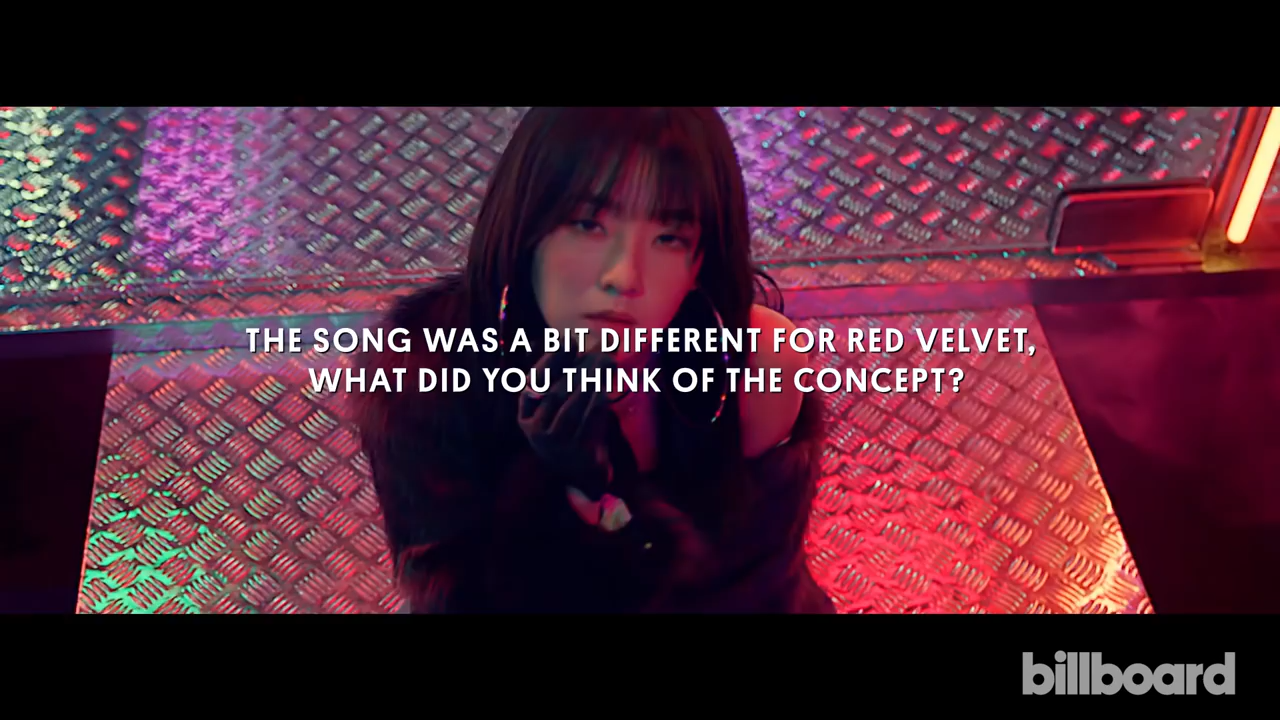 THE SONG WAS A BIT DIFFERENT FOR RED VELVET,
WHAT DID YOU THINK OF THE CONCEPT?
billboard